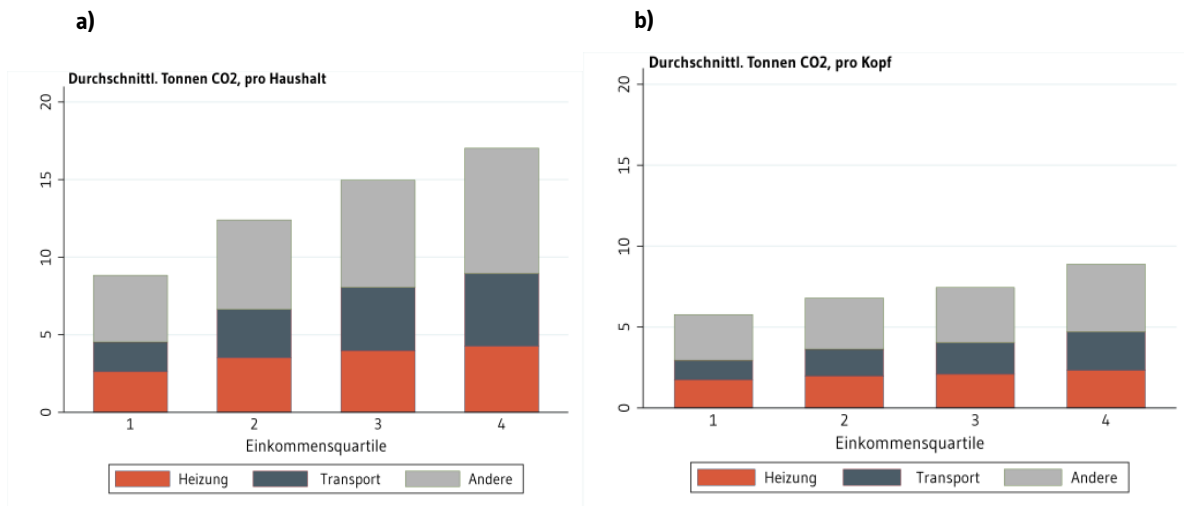 a)
Durchschnittl. Tonnen CO2, pro Haushalt
20
15
10
5
0
1 2 3 4
Einkommensquartile
Heizung Transport Andere
b)
Durchschnittl. Tonnen CO2, pro Kopf
20
15
10
5
0
1 2 3 4
Einkommensquartile
Heizung Transport Andere